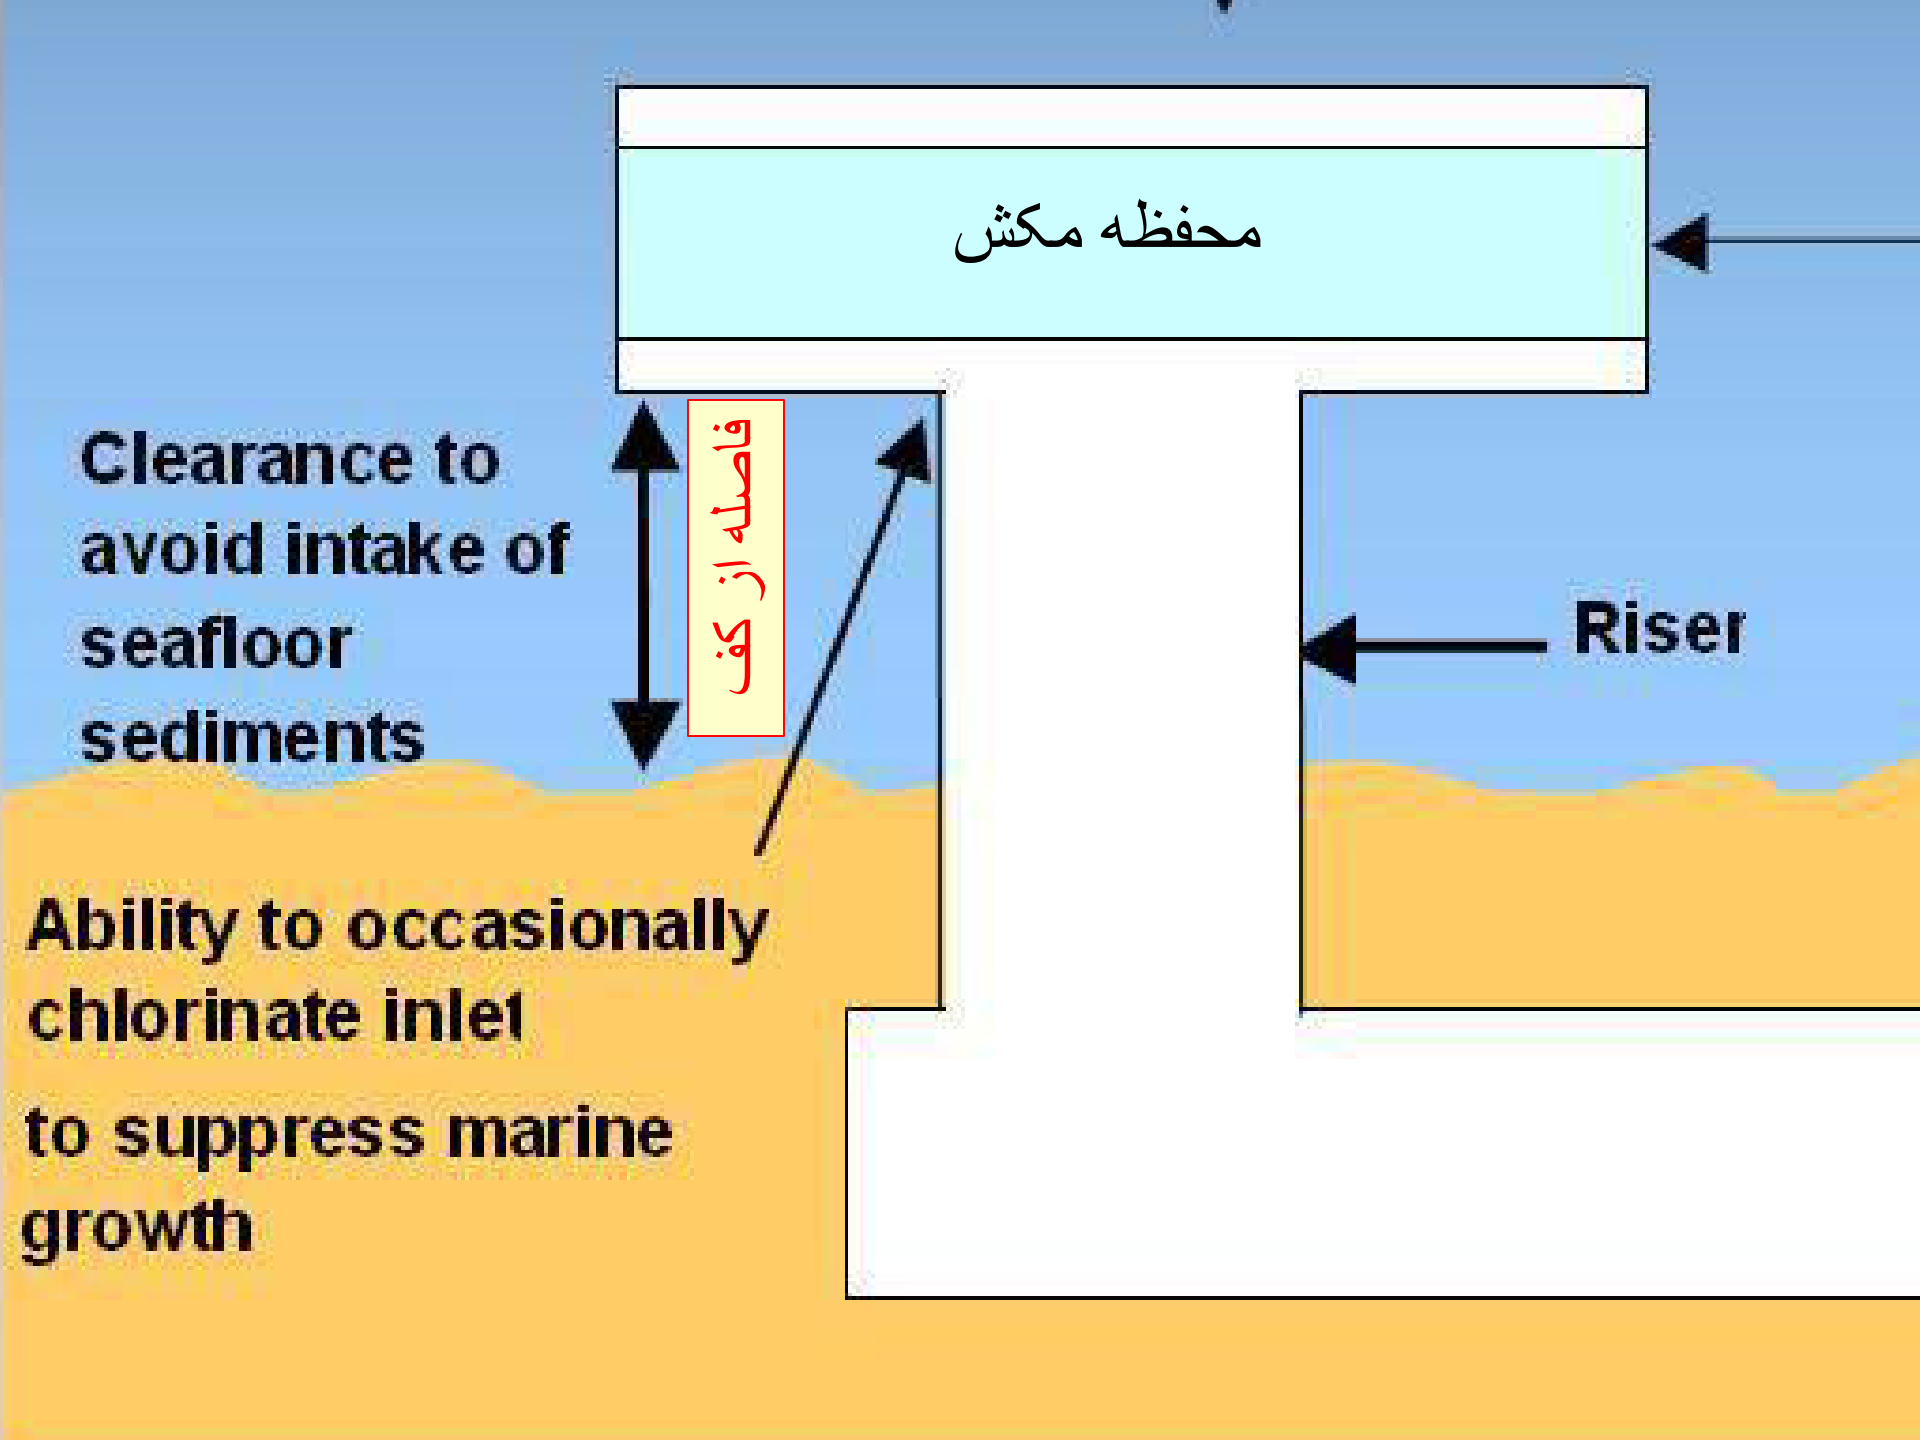 محفظه مکش
Clearance to
avoid intake of
seafloor
sediments
فاصله از کف
Riser
Ability to occasionally
chlorinate inlet
to suppress marine
growth